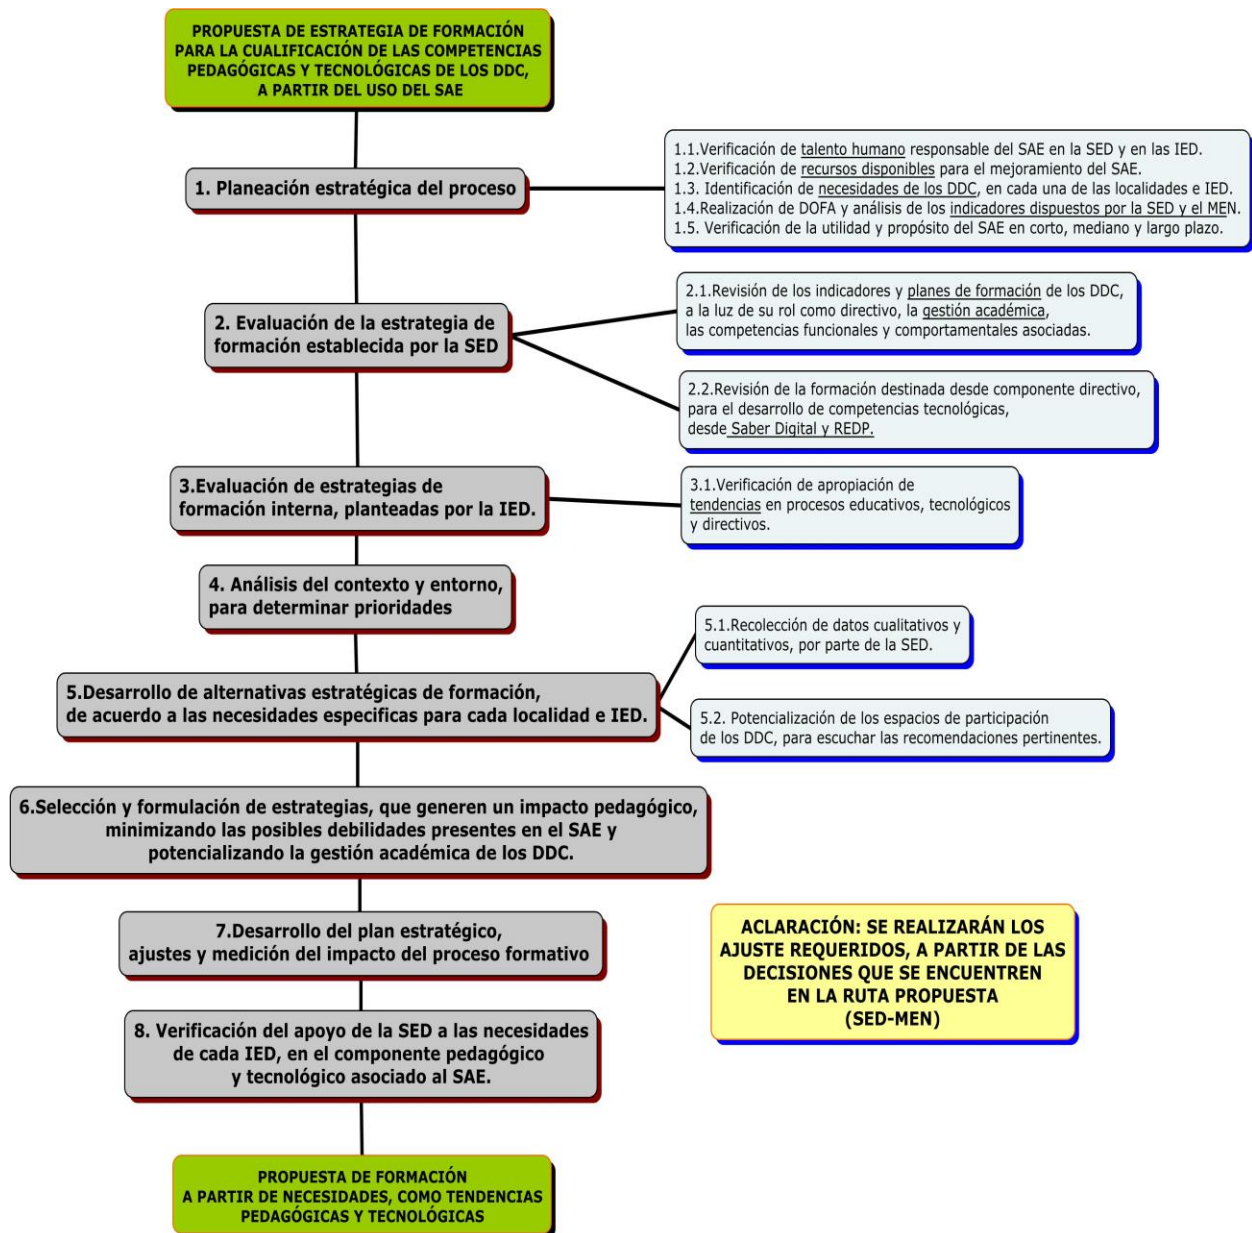 PROPUESTA DE ESTRATEGIA DE FORMACIÓN
PARA LA CUALIFICACIÓN DE LAS COMPETENCIAS
PEDAGÓGICAS Y TECNOLÓGICAS DE LOS DDC,
A PARTIR DEL USO DEL SAE
1. Planeación estratégica del proceso
1.1.Verificación de talento humano responsable del SAE en la SED y en las IED.
1.2.Verificación de recursos disponibles para el mejoramiento del SAE.
1.3. Identificación de necesidades de los DDC, en cada una de las localidades e IED.
1.4.Realización de DOFA y análisis de los indicadores dispuestos por la SED y el MEN.
1.5. Verificación de la utilidad y propósito del SAE en corto, mediano y largo plazo.
2. Evaluación de la estrategia de
formación establecida por la SED
2.1.Revisión de los indicadores y planes de formación de los DDC,
a la luz de su rol como directivo, la gestión académica,
las competencias funcionales y comportamentales asociadas.
2.2.Revisión de la formación destinada desde componente directivo,
para el desarrollo de competencias tecnológicas,
desde Saber Digital y REDP.
3.Evaluación de estrategias de
formación interna, planteadas por la IED.
3.1.Verificación de apropiación de
tendencias en procesos educativos, tecnológicos
y directivos.
4. Análisis del contexto y entorno,
para determinar prioridades
5.Desarrollo de alternativas estratégicas de formación,
de acuerdo a las necesidades especificas para cada localidad e IED.
5.1.Recolección de datos cualitativos y
cuantitativos, por parte de la SED.
5.2. Potencialización de los espacios de participación
de los DDC, para escuchar las recomendaciones pertinentes.
6.Selección y formulación de estrategias, que generen un impacto pedagógico,
minimizando las posibles debilidades presentes en el SAE y
potencializando la gestión académica de los DDC.
7.Desarrollo del plan estratégico,
ajustes y medición del impacto del proceso formativo
ACLARACIÓN: SE REALIZARÁN LOS
AJUSTE REQUERIDOS, A PARTIR DE LAS
DECISIONES QUE SE ENCUENTREN
EN LA RUTA PROPUESTA
(SED-MEN)
8. Verificación del apoyo de la SED a las necesidades
de cada IED, en el componente pedagógico
y tecnológico asociado al SAE.
PROPUESTA DE FORMACIÓN
A PARTIR DE NECESIDADES, COMO TENDENCIAS
PEDAGÓGICAS Y TECNOLÓGICAS